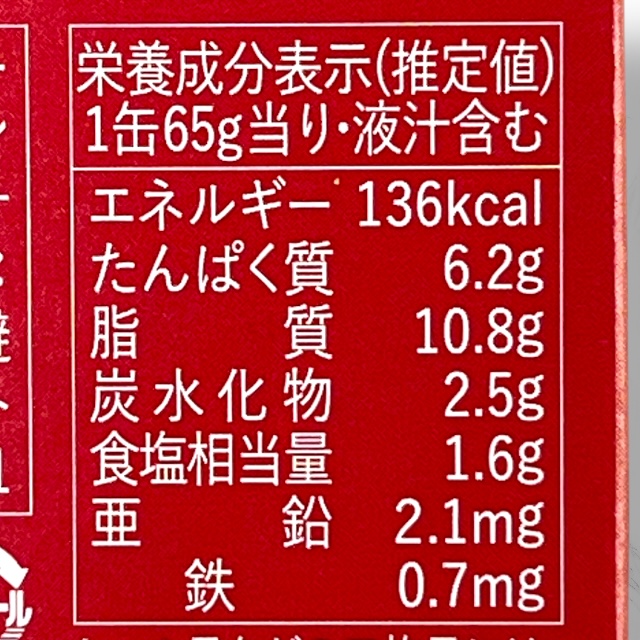 栄養成分表示(推定値)
1缶65g当り・液汁含む
エネルギー 136kcal
たんぱく質 6.2g
脂質 10.8g
炭水化物 2.5g
食塩相当量 1.6g
亜鉛 2.1mg
鉄 0.7mg